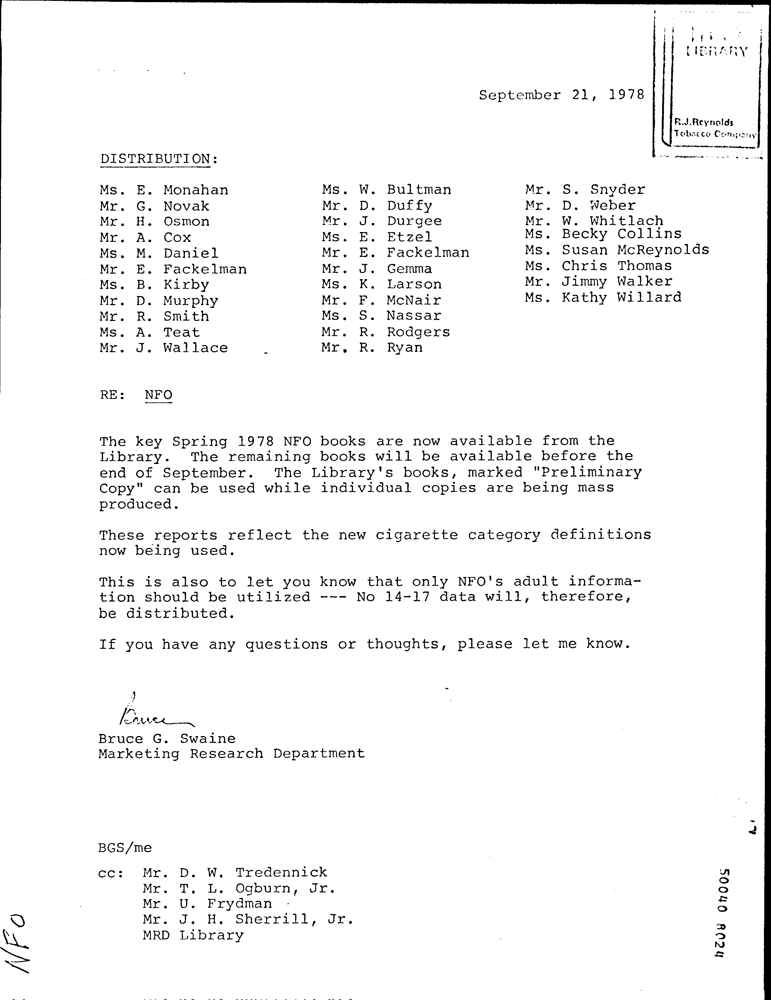 LIBRARY
R.J.Reynolds
Tobacco Company
September 21, 1978
DISTRIBUTION:
Ms. E. Monahan
Mr. G. Novak
Mr. H. Osmon
Mr. A. Cox
Ms. M. Daniel
Mr. E. Fackelman
Ms. B. Kirby
Mr. D. Murphy
Mr. R. Smith
Ms. A. Teat
Mr. J. Wallace
Ms. W. Bultman
Mr. D. Duffy
Mr. J. Durgee
Ms. E. Etzel
Mr. E. Fackelman
Mr. J. Gemma
Ms. K. Larson
Mr. F. McNair
Ms. S. Nassar
Mr. R. Rodgers
Mr. R. Ryan
Mr. S. Snyder
Mr. D. Weber
Mr. W. Whitlach
Ms. Becky Collins
Ms. Susan McReynolds
Ms. Chris Thomas
Mr. Jimmy Walker
Ms. Kathy Willard
RE: NFO
The key Spring 1978 NFO books are now available from the
Library. The remaining books will be available before the
end of September. The Library's books, marked "Preliminary
Copy" can be used while individual copies are being mass
produced.
These reports reflect the new cigarette category definitions
now being used.
This is also to let you know that only NFO's adult informa-
tion should be utilized --- No 14-17 data will, therefore,
be distributed.
If you have any questions or thoughts, please let me know.
Bruce
Bruce G. Swaine
Marketing Research Department
BGS/me
cc: Mr. D. W. Tredennick
Mr. T. L. Ogburn, Jr.
Mr. U. Frydman
Mr. J. H. Sherrill, Jr.
MRD Library
NFO
50040 8024